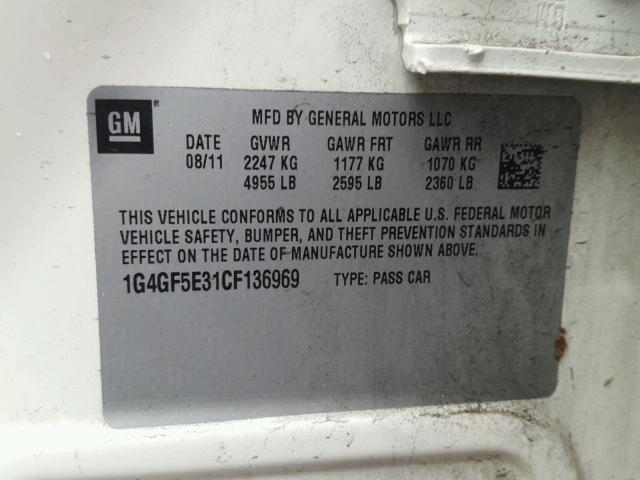 GM
MFD BY GENERAL MOTORS LLC
DATE GVWR GAWR FRT GAWR RR
08/11 2247 KG 1177 KG 1070 KG
4955 LB 2595 LB 2360 LB
THIS VEHICLE CONFORMS TO ALL APPLICABLE U.S. FEDERAL MOTOR
VEHICLE SAFETY, BUMPER, AND THEFT PREVENTION STANDARDS IN
EFFECT ON THE DATE OF MANUFACTURE SHOWN ABOVE.
1G4GF5E31CF136969 TYPE: PASS CAR